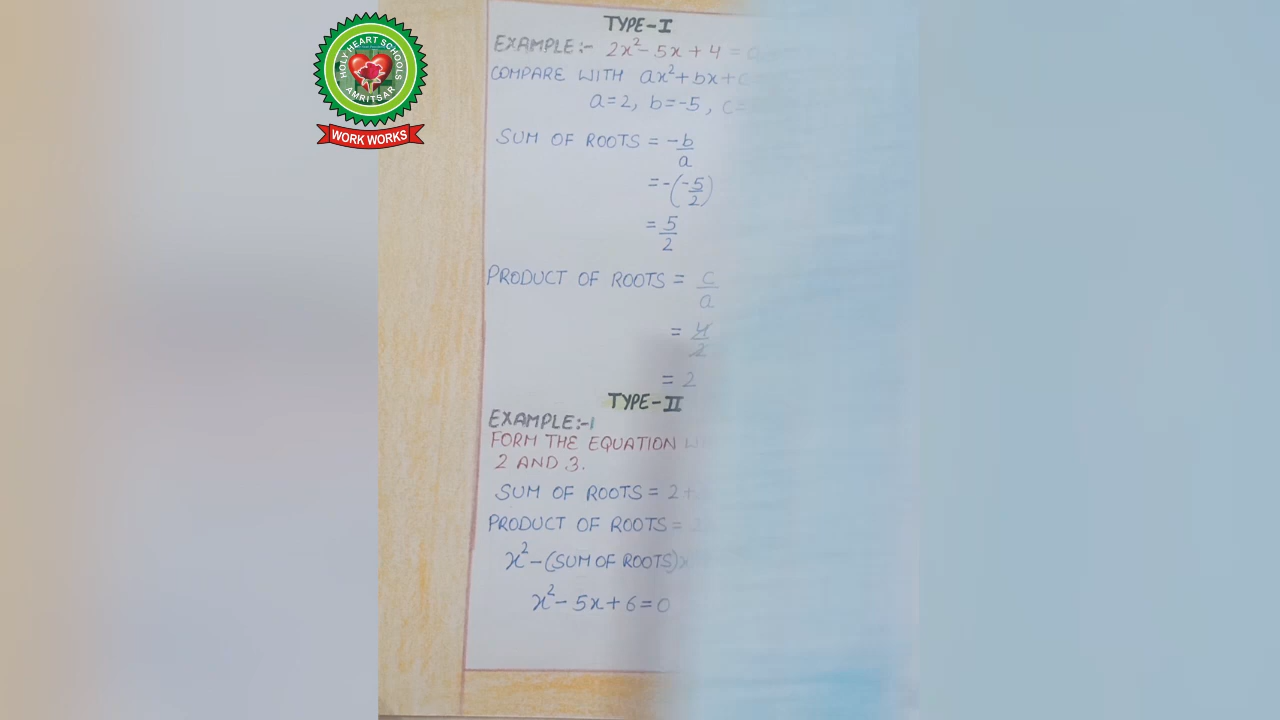 HOLY HEART SCHOOLS
AMRITSAR
WORK WORKS
TYPE-I
EXAMPLE:- 2x²- 5x + 4 = 0
COMPARE WITH ax²+bx+c
a=2, b=-5, c=
SUM OF ROOTS = -b/a
= -(-5/2)
= 5/2
PRODUCT OF ROOTS = c/a
= 4/2
= 2
TYPE-II
EXAMPLE:-1
FORM THE EQUATION
2 AND 3.
SUM OF ROOTS = 2+
PRODUCT OF ROOTS =
x²-(SUM OF ROOTS)x
x²- 5x + 6 = 0